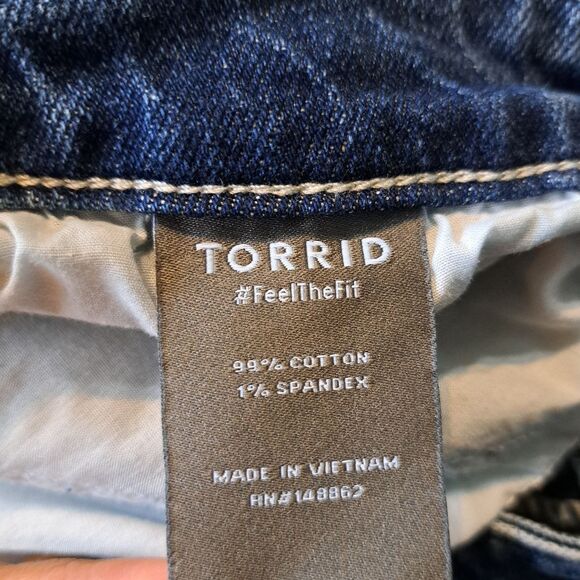 TORRID
#FeelTheFit
99% COTTON
1% SPANDEX
MADE IN VIETNAM
RN#148862